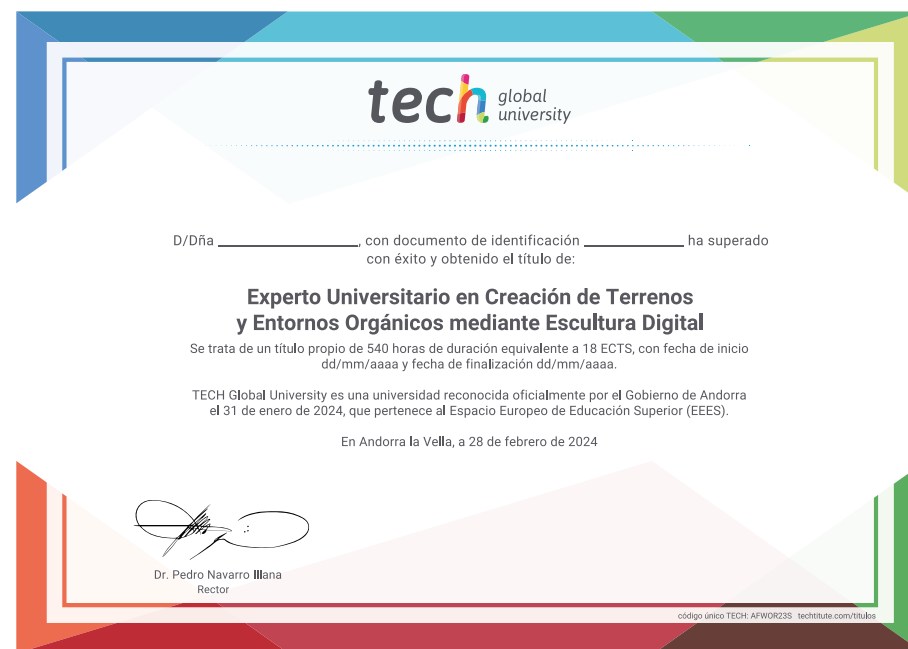 tech global university
D/Dña ____________, con documento de identificación ____________ ha superado
con éxito y obtenido el título de:
Experto Universitario en Creación de Terrenos
y Entornos Orgánicos mediante Escultura Digital
Se trata de un título propio de 540 horas de duración equivalente a 18 ECTS, con fecha de inicio
dd/mm/aaaa y fecha de finalización dd/mm/aaaa.
TECH Global University es una universidad reconocida oficialmente por el Gobierno de Andorra
el 31 de enero de 2024, que pertenece al Espacio Europeo de Educación Superior (EEES).
En Andorra la Vella, a 28 de febrero de 2024
Dr. Pedro Navarro Illana
Rector
código único TECH: AFWOR23S techtitute.com/titulos